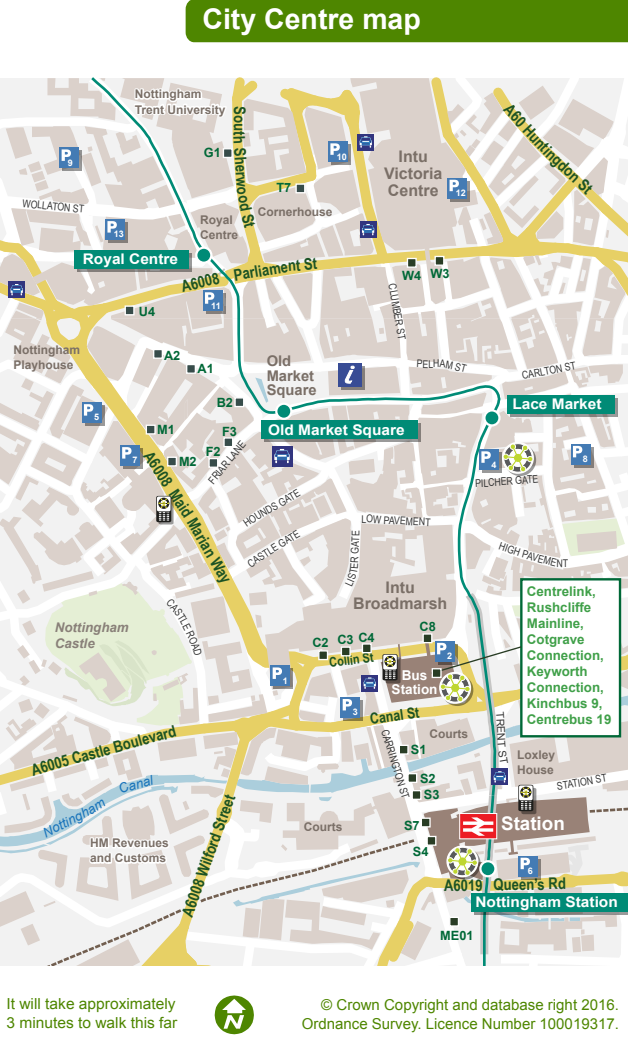 City Centre map
Nottingham
Trent University
South Sherwood St
A60 Huntingdon St
G1
P 9
P 10
Intu
Victoria
Centre
P 12
T7
WOLLATON ST
Royal
Centre
Cornerhouse
P 13
Royal Centre
A6008 Parliament St
W4
W3
P 11
U4
CLUMBER ST
Nottingham
Playhouse
A2
A1
Old
Market
Square
i
PELHAM ST
CARLTON ST
B2
Lace Market
P 5
Old Market Square
M1
F3
P 7
M2
F2
FRIAR LANE
P 4
P 8
PILCHER GATE
A6008 Maid Marian Way
HOUNDS GATE
LOW PAVEMENT
CASTLE GATE
LISTER GATE
HIGH PAVEMENT
Intu
Broadmarsh
Centrelink,
Rushcliffe
Mainline,
Cotgrave
Connection,
Keyworth
Connection,
Kinchbus 9,
Centrebus 19
CASTLE ROAD
Nottingham
Castle
C2
C3
C4
C8
Collin St
P 2
P 1
Bus
Station
P 3
Canal St
A6005 Castle Boulevard
TRENT ST
Courts
CARRINGTON ST
S1
Loxley
House
S2
STATION ST
S3
Nottingham Canal
A6008 Wilford Street
Courts
S7
Station
HM Revenues
and Customs
S4
P 6
A6019 Queen's Rd
Nottingham Station
ME01
It will take approximately
3 minutes to walk this far
N
© Crown Copyright and database right 2016.
Ordnance Survey. Licence Number 100019317.